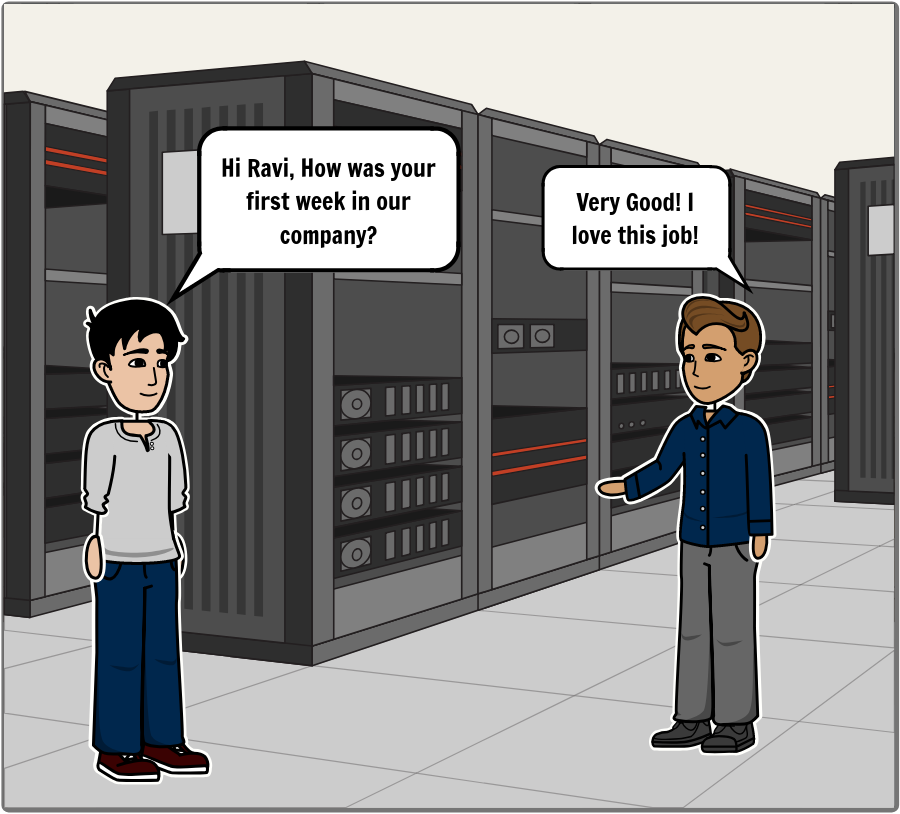 Hi Ravi, How was your
first week in our
company?
Very Good! I
love this job!